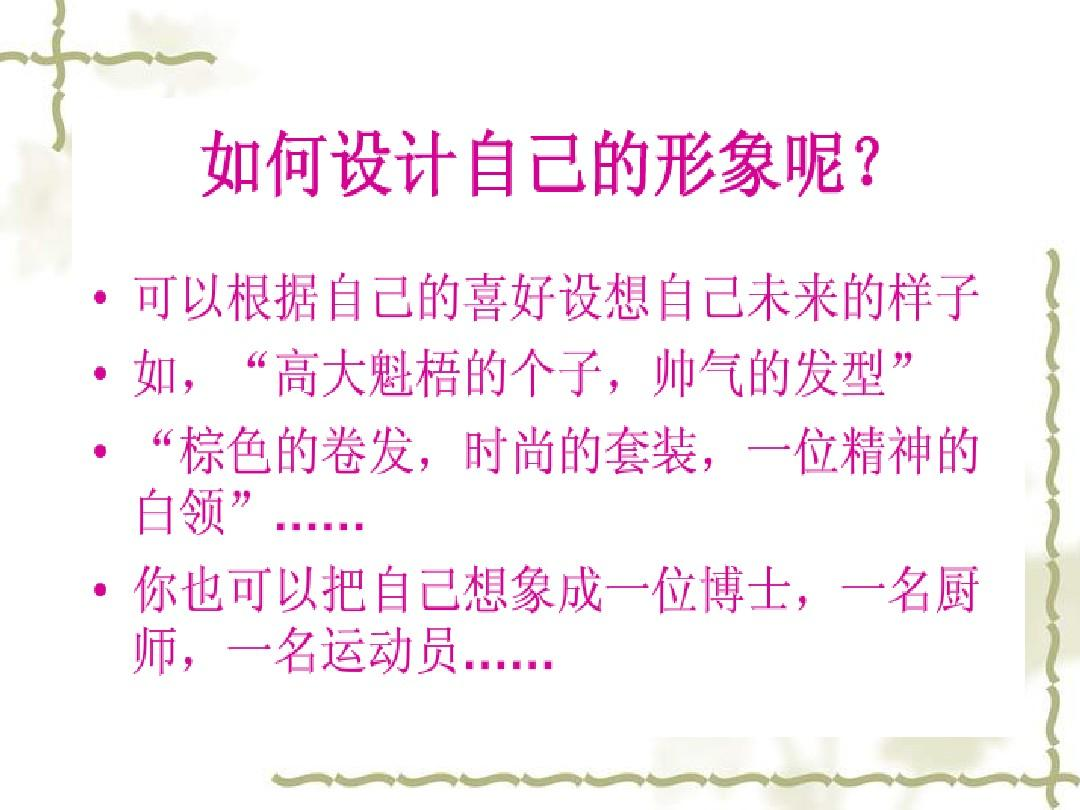 如何设计自己的形象呢？
• 可以根据自己的喜好设想自己未来的样子
• 如，“高大魁梧的个子，帅气的发型”
• “棕色的卷发，时尚的套装，一位精神的
白领”……
• 你也可以把自己想象成一位博士，一名厨
师，一名运动员……